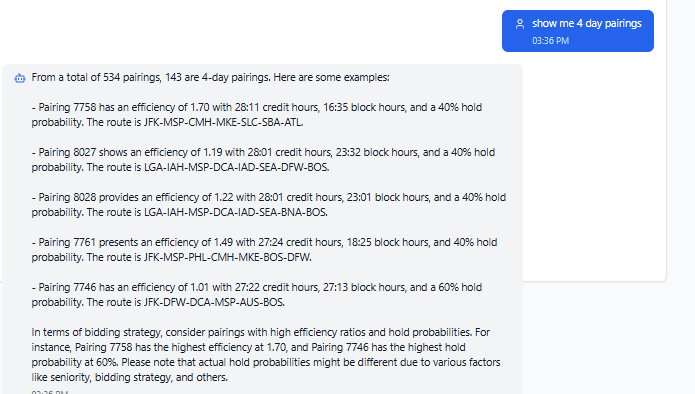 show me 4 day pairings
03:36 PM
From a total of 534 pairings, 143 are 4-day pairings. Here are some examples:
- Pairing 7758 has an efficiency of 1.70 with 28:11 credit hours, 16:35 block hours, and a 40% hold
probability. The route is JFK-MSP-CMH-MKE-SLC-SBA-ATL.
- Pairing 8027 shows an efficiency of 1.19 with 28:01 credit hours, 23:32 block hours, and a 40% hold
probability. The route is LGA-IAH-MSP-DCA-IAD-SEA-DFW-BOS.
- Pairing 8028 provides an efficiency of 1.22 with 28:01 credit hours, 23:01 block hours, and a 40% hold
probability. The route is LGA-IAH-MSP-DCA-IAD-SEA-BNA-BOS.
- Pairing 7761 presents an efficiency of 1.49 with 27:24 credit hours, 18:25 block hours, and 40% hold
probability. The route is JFK-MSP-PHL-CMH-MKE-BOS-DFW.
- Pairing 7746 has an efficiency of 1.01 with 27:22 credit hours, 27:13 block hours, and a 60% hold
probability. The route is JFK-DFW-DCA-MSP-AUS-BOS.
In terms of bidding strategy, consider pairings with high efficiency ratios and hold probabilities. For
instance, Pairing 7758 has the highest efficiency at 1.70, and Pairing 7746 has the highest hold
probability at 60%. Please note that actual hold probabilities might be different due to various factors
like seniority, bidding strategy, and others.